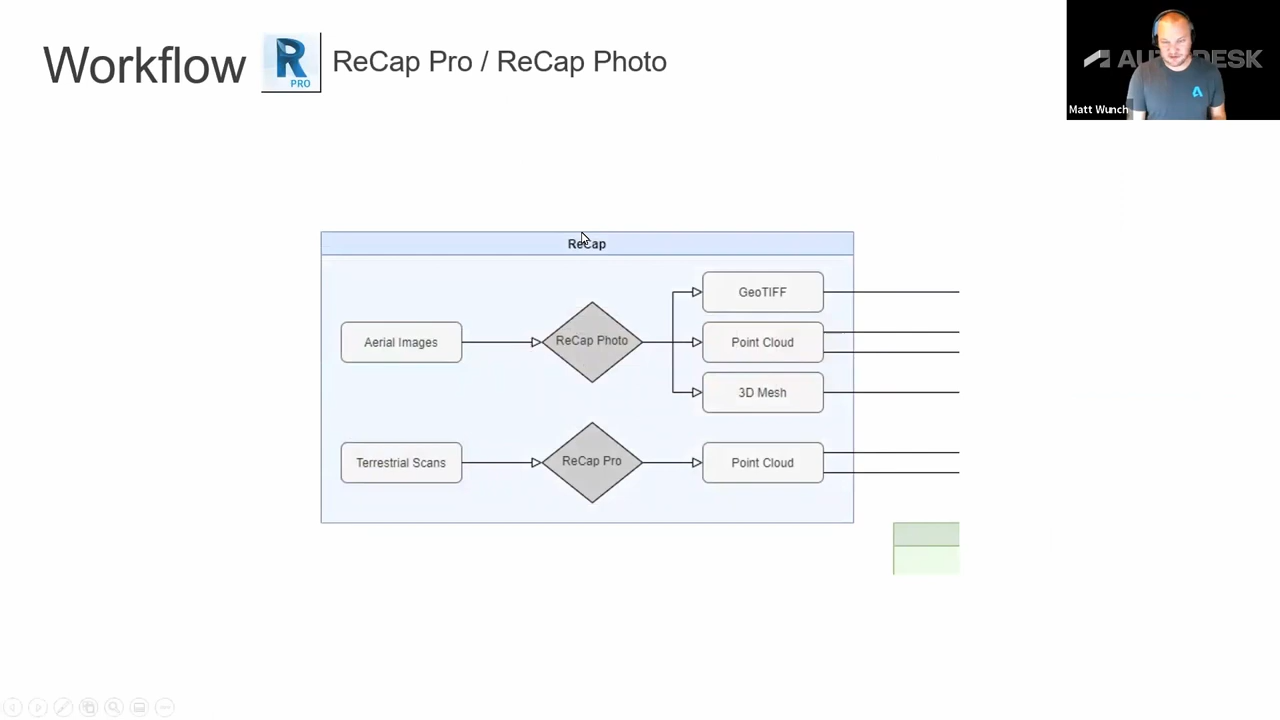 Workflow
PRO
ReCap Pro / ReCap Photo
AUTODESK
Matt Wunch
ReCap
GeoTIFF
Aerial Images
ReCap Photo
Point Cloud
3D Mesh
Terrestrial Scans
ReCap Pro
Point Cloud